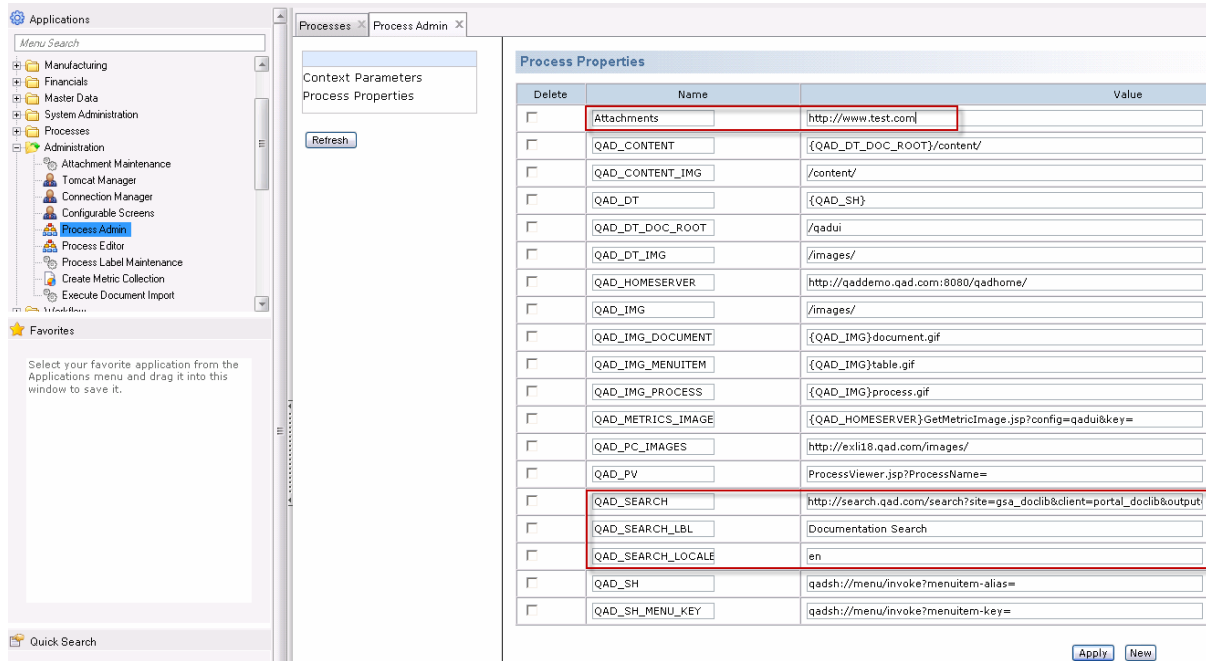 Applications
Menu Search
Manufacturing
Financials
Master Data
System Administration
Processes
Administration
Attachment Maintenance
Tomcat Manager
Connection Manager
Configurable Screens
Process Admin
Process Editor
Process Label Maintenance
Create Metric Collection
Execute Document Import
Favorites
Select your favorite application from the
Applications menu and drag it into this
window to save it.
Quick Search
Processes Process Admin
Context Parameters
Process Properties
Refresh
Process Properties
Delete Name Value
Attachments http://www.test.com
QAD_CONTENT {QAD_DT_DOC_ROOT}/content/
QAD_CONTENT_IMG /content/
QAD_DT {QAD_SH}
QAD_DT_DOC_ROOT /qadui
QAD_DT_IMG /images/
QAD_HOMESERVER http://qaddemo.qad.com:8080/qadhome/
QAD_IMG /images/
QAD_IMG_DOCUMENT {QAD_IMG}document.gif
QAD_IMG_MENUITEM {QAD_IMG}table.gif
QAD_IMG_PROCESS {QAD_IMG}process.gif
QAD_METRICS_IMAGE {QAD_HOMESERVER}GetMetricImage.jsp?config=qadui&key=
QAD_PC_IMAGES http://exli18.qad.com/images/
QAD_PV ProcessViewer.jsp?ProcessName=
QAD_SEARCH http://search.qad.com/search?site=gsa_doclib&client=portal_doclib&output
QAD_SEARCH_LBL Documentation Search
QAD_SEARCH_LOCALE en
QAD_SH qadsh://menu/invoke?menuitem-alias=
QAD_SH_MENU_KEY qadsh://menu/invoke?menuitem-key=
Apply New